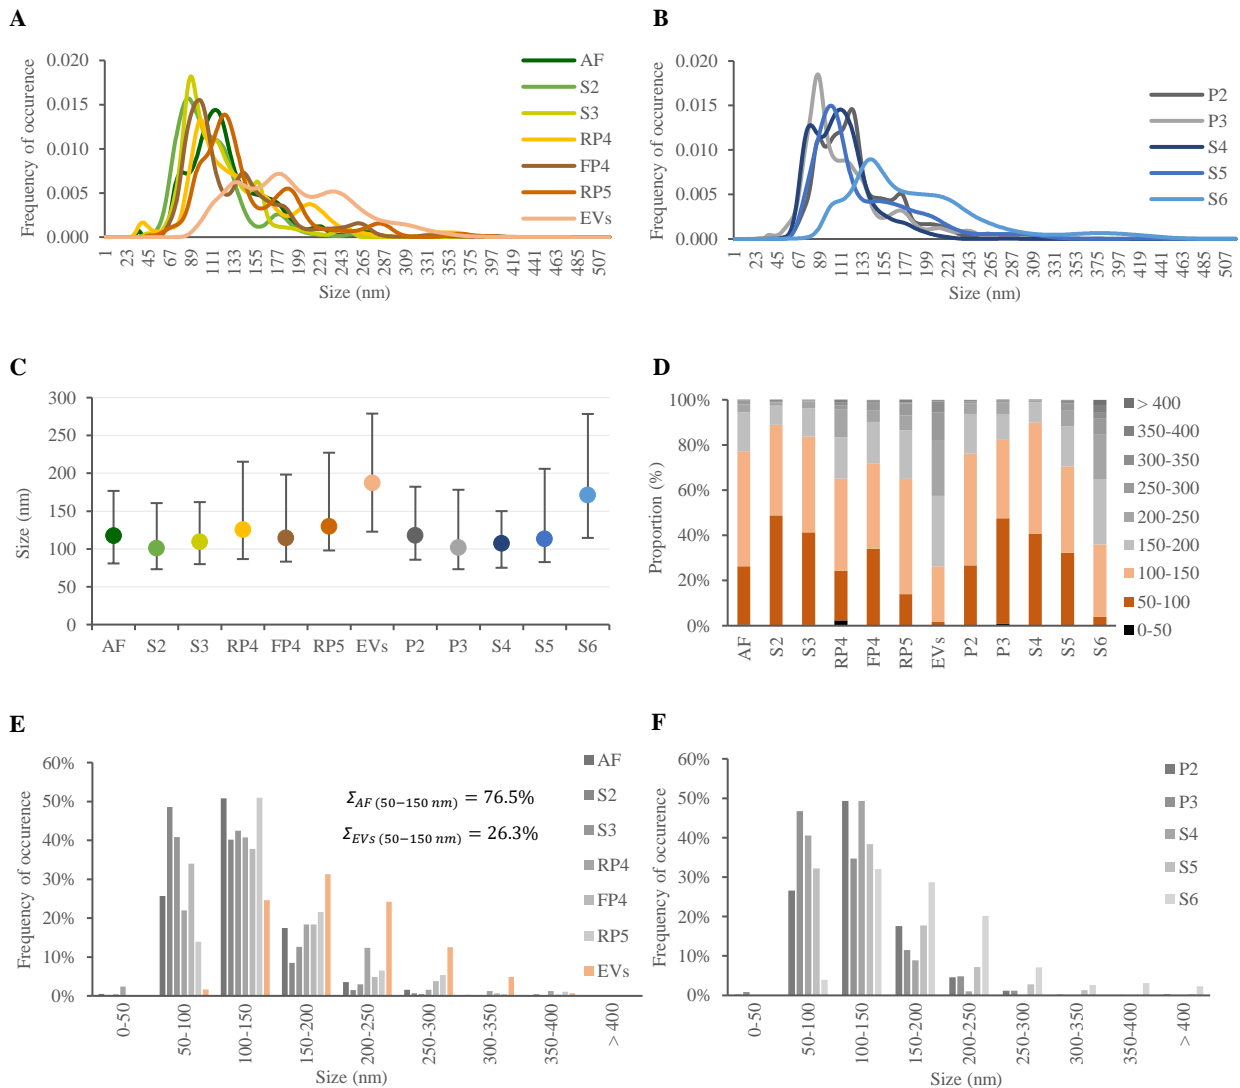 A
B
0.020
0.015
0.010
0.005
0.000
Frequency of occurence
1 23 45 67 89 111 133 155 177 199 221 243 265 287 309 331 353 375 397 419 441 463 485 507
Size (nm)
AF
S2
S3
RP4
FP4
RP5
EVs
0.020
0.015
0.010
0.005
0.000
Frequency of occurence
1 23 45 67 89 111 133 155 177 199 221 243 265 287 309 331 353 375 397 419 441 463 485 507
Size (nm)
P2
P3
S4
S5
S6
C
D
300
250
200
150
100
50
0
Size (nm)
AF S2 S3 RP4 FP4 RP5 EVs P2 P3 S4 S5 S6
100%
80%
60%
40%
20%
0%
Proportion (%)
AF S2 S3 RP4 FP4 RP5 EVs P2 P3 S4 S5 S6
> 400
350-400
300-350
250-300
200-250
150-200
100-150
50-100
0-50
E
F
60%
50%
40%
30%
20%
10%
0%
Frequency of occurence
Σ_AF (50−150 nm) = 76.5%
Σ_EVs (50−150 nm) = 26.3%
0-50 50-100 100-150 150-200 200-250 250-300 300-350 350-400 > 400
Size (nm)
AF
S2
S3
RP4
FP4
RP5
EVs
60%
50%
40%
30%
20%
10%
0%
Frequency of occurence
0-50 50-100 100-150 150-200 200-250 250-300 300-350 350-400 > 400
Size (nm)
P2
P3
S4
S5
S6